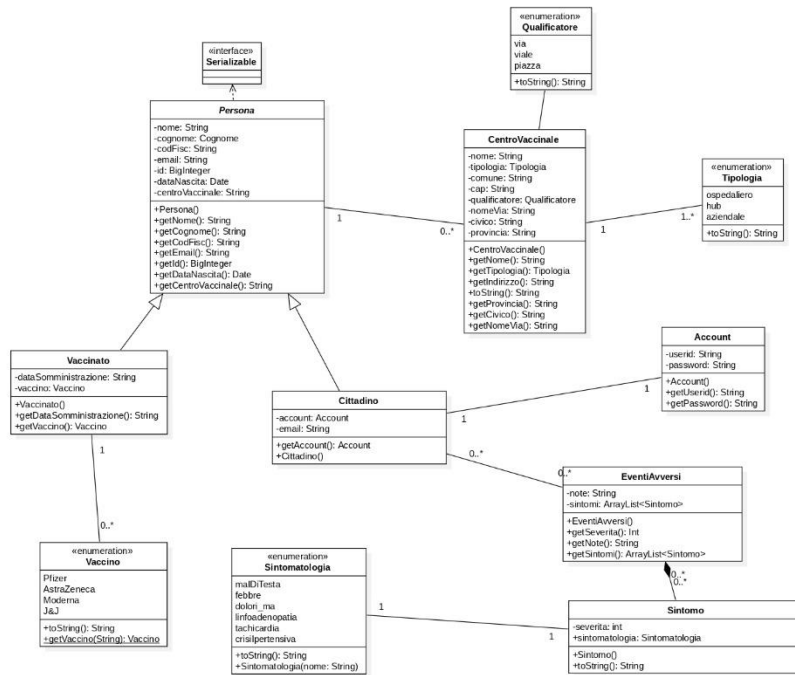 «enumeration»
Qualificatore
via
viale
piazza
+toString(): String
«interface»
Serializable
Persona
-nome: String
-cognome: Cognome
-codFisc: String
-email: String
-id: BigInteger
-dataNascita: Date
-centroVaccinale: String
+Persona()
+getNome(): String
+getCognome(): String
+getCodFisc(): String
+getEmail(): String
+getId(): BigInteger
+getDataNascita(): Date
+getCentroVaccinale(): String
1
0..*
CentroVaccinale
-nome: String
-tipologia: Tipologia
-comune: String
-cap: String
-qualificatore: Qualificatore
-nomeVia: String
-civico: String
-provincia: String
+CentroVaccinale()
+getNome(): String
+getTipologia(): Tipologia
+getIndirizzo(): String
+toString(): String
+getProvincia(): String
+getCivico(): String
+getNomeVia(): String
1
1..*
«enumeration»
Tipologia
ospedaliero
hub
aziendale
+toString(): String
Vaccinato
-dataSomministrazione: String
-vaccino: Vaccino
+Vaccinato()
+getDataSomministrazione(): String
+getVaccino(): Vaccino
1
0..*
Cittadino
-account: Account
-email: String
+getAccount(): Account
+Cittadino()
1
1
Account
-userid: String
-password: String
+Account()
+getUserid(): String
+getPassword(): String
0..*
0..*
EventiAvversi
-note: String
-sintomi: ArrayList<Sintomo>
+EventiAvversi()
+getSeverita(): Int
+getNote(): String
+getSintomi(): ArrayList<Sintomo>
0..*
0..*
«enumeration»
Vaccino
Pfizer
AstraZeneca
Moderna
J&J
+toString(): String
+getVaccino(String): Vaccino
«enumeration»
Sintomatologia
malDiTesta
febbre
dolori_ma
linfoadenopatia
tachicardia
crisiIpertensiva
+toString(): String
+Sintomatologia(nome: String)
1
1
Sintomo
-severita: int
+sintomatologia: Sintomatologia
+Sintomo()
+toString(): String